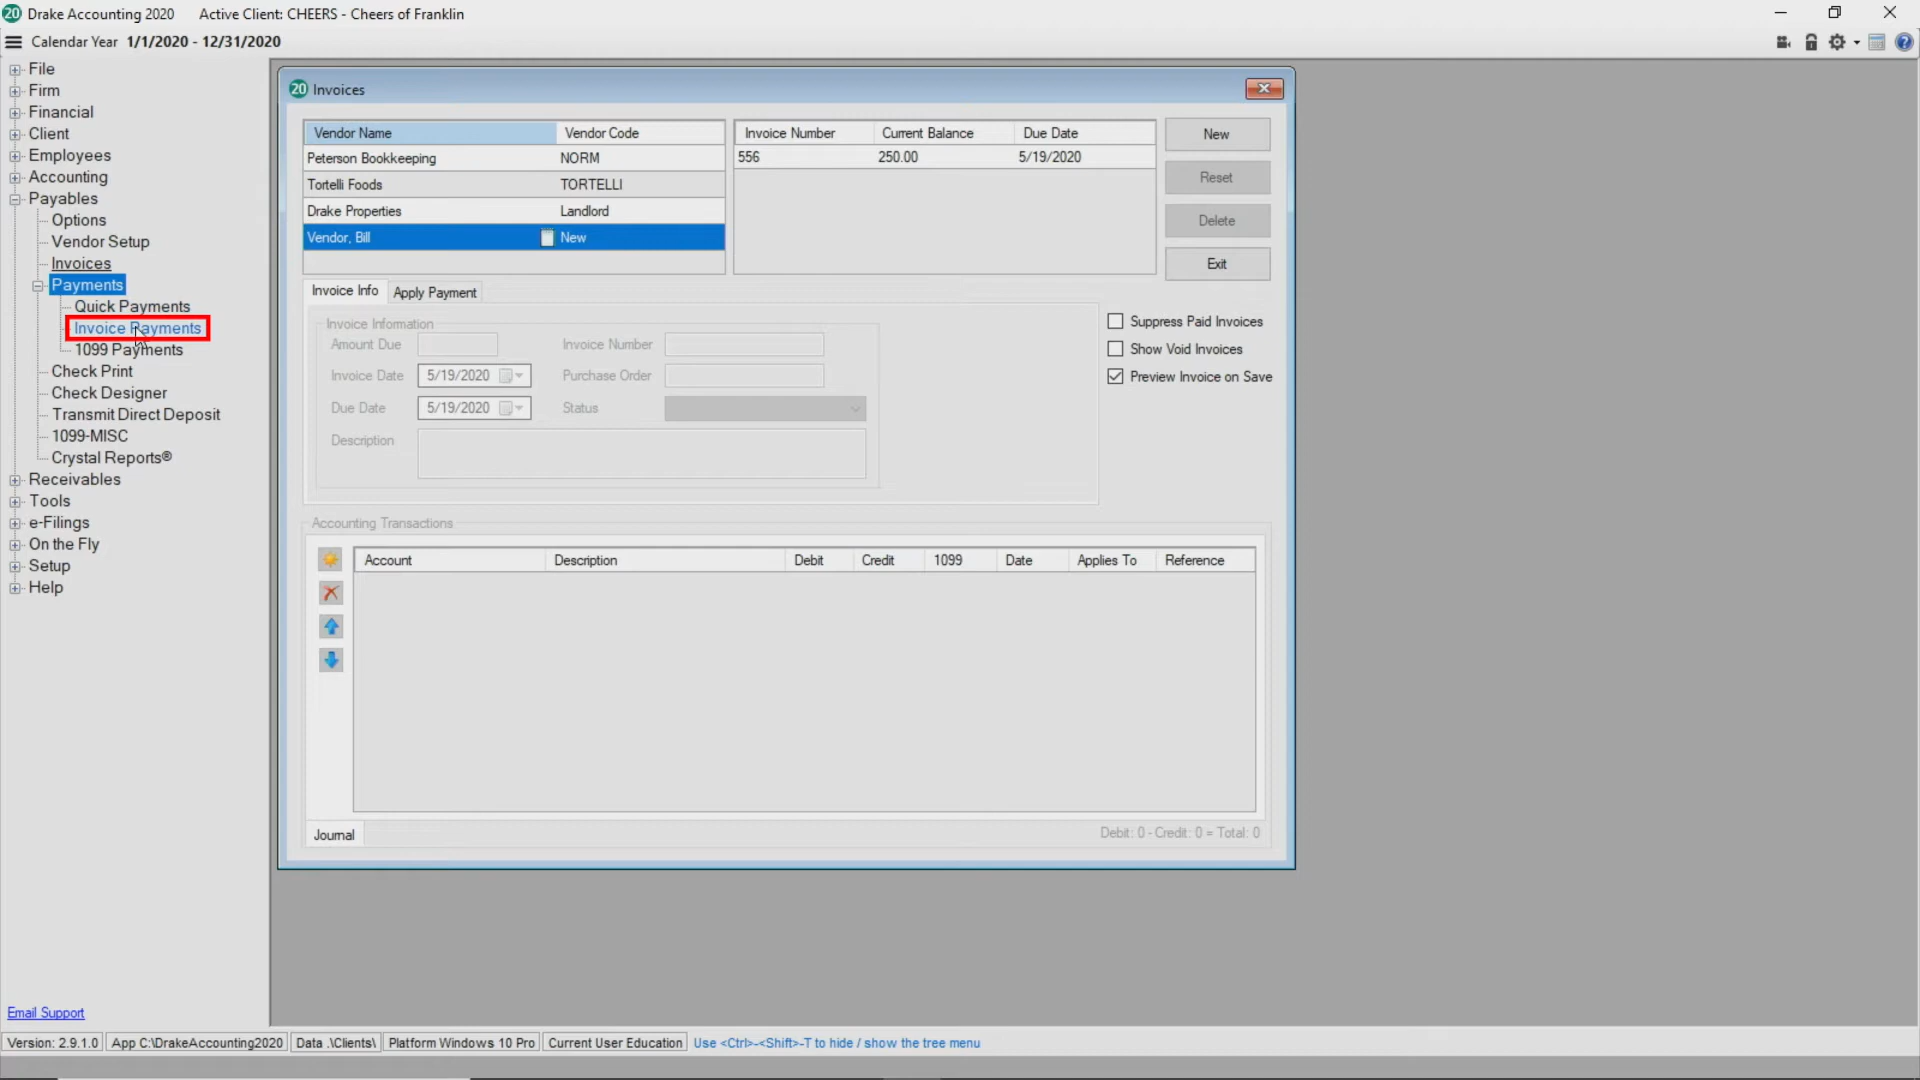 20 Drake Accounting 2020 Active Client: CHEERS - Cheers of Franklin
Calendar Year 1/1/2020 - 12/31/2020
File
Firm
Financial
Client
Employees
Accounting
Payables
Options
Vendor Setup
Invoices
Payments
Quick Payments
Invoice Payments
1099 Payments
Check Print
Check Designer
Transmit Direct Deposit
1099-MISC
Crystal Reports®
Receivables
Tools
e-Filings
On the Fly
Setup
Help
Email Support
20 Invoices
Vendor Name Vendor Code
Peterson Bookkeeping NORM
Tortelli Foods TORTELLI
Drake Properties Landlord
Vendor, Bill New
Invoice Number Current Balance Due Date
556 250.00 5/19/2020
New
Reset
Delete
Exit
Invoice Info Apply Payment
Invoice Information
Amount Due Invoice Number
Invoice Date 5/19/2020 Purchase Order
Due Date 5/19/2020 Status
Description
Suppress Paid Invoices
Show Void Invoices
Preview Invoice on Save
Accounting Transactions
Account Description Debit Credit 1099 Date Applies To Reference
Journal Debit: 0 - Credit: 0 = Total: 0
Version: 2.9.1.0 App C:\DrakeAccounting2020 Data .\Clients\ Platform Windows 10 Pro Current User Education Use <Ctrl>-<Shift>-T to hide / show the tree menu